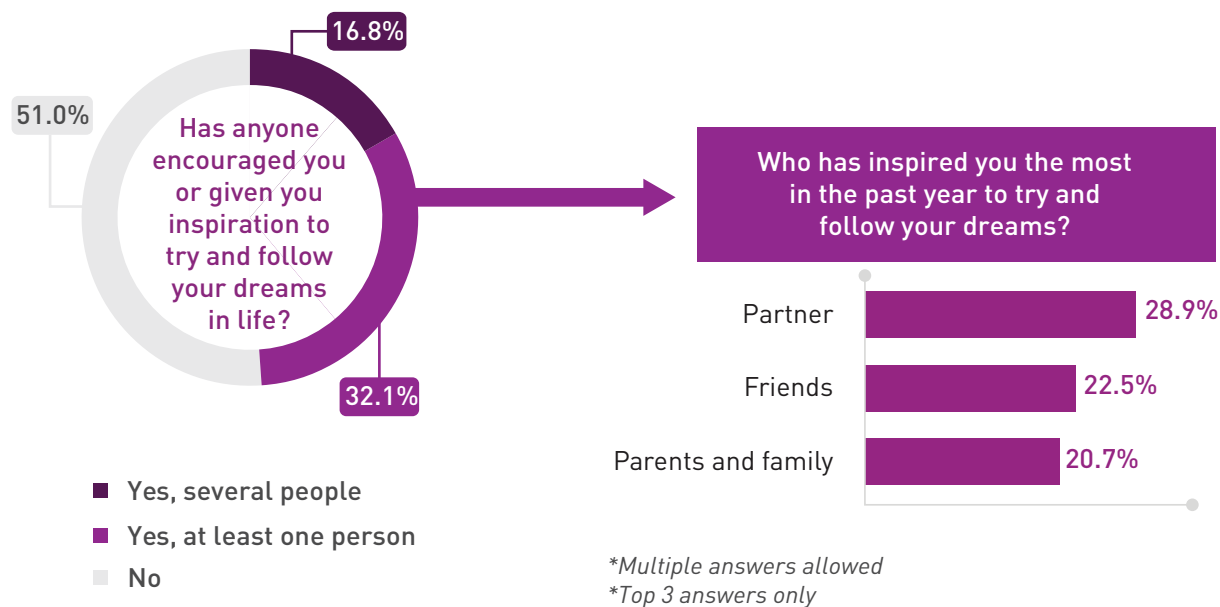 16.8%
51.0%
Has anyone
encouraged you
or given you
inspiration to
try and follow
your dreams
in life?
32.1%
Yes, several people
Yes, at least one person
No
Who has inspired you the most
in the past year to try and
follow your dreams?
Partner 28.9%
Friends 22.5%
Parents and family 20.7%
*Multiple answers allowed
*Top 3 answers only